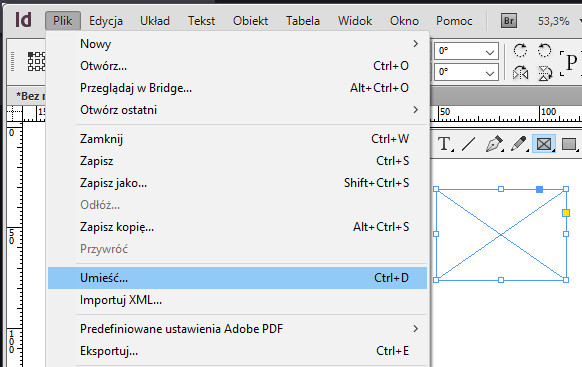 Id Plik Edycja Układ Tekst Obiekt Tabela Widok Okno Pomoc Br 53,3%
Nowy
Otwórz... Ctrl+O
Przeglądaj w Bridge... Alt+Ctrl+O
Otwórz ostatni
Zamknij Ctrl+W
Zapisz Ctrl+S
Zapisz jako... Shift+Ctrl+S
Odłóż...
Zapisz kopię... Alt+Ctrl+S
Przywróć
Umieść... Ctrl+D
Importuj XML...
Predefiniowane ustawienia Adobe PDF
Eksportuj... Ctrl+E
0°
0°
P
*Bez
50 100
0
50
100
T